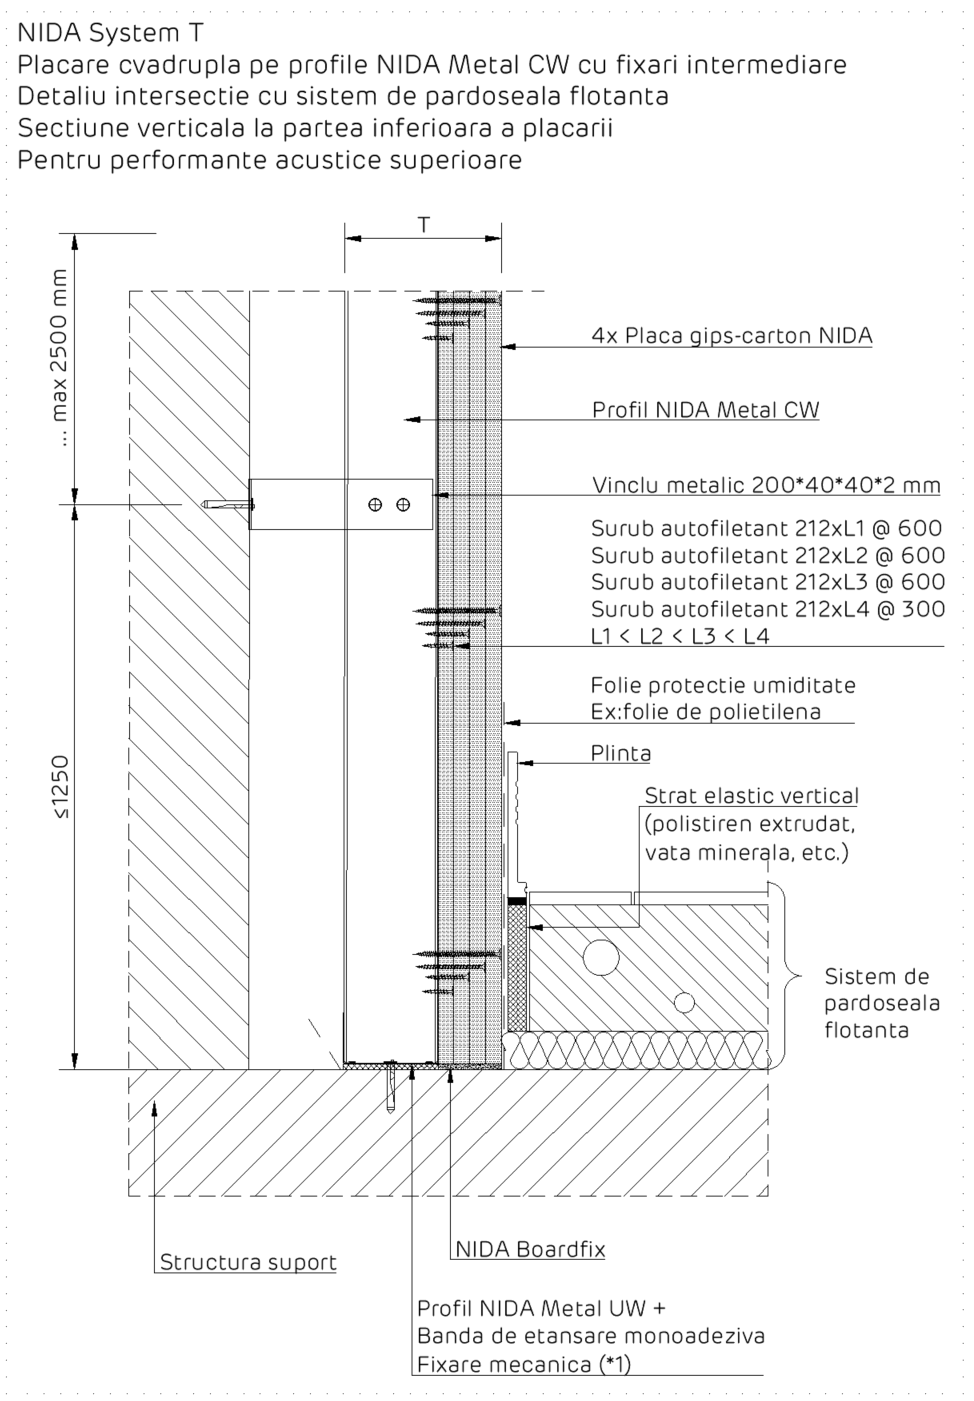 NIDA System T
Placare cvadrupla pe profile NIDA Metal CW cu fixari intermediare
Detaliu intersectie cu sistem de pardoseala flotanta
Sectiune verticala la partea inferioara a placarii
Pentru performante acustice superioare
T
... max 2500 mm
4x Placa gips-carton NIDA
Profil NIDA Metal CW
Vinclu metalic 200*40*40*2 mm
Surub autofiletant 212xL1 @ 600
Surub autofiletant 212xL2 @ 600
Surub autofiletant 212xL3 @ 600
Surub autofiletant 212xL4 @ 300
L1 < L2 < L3 < L4
Folie protectie umiditate
Ex:folie de polietilena
Plinta
≤1250
Strat elastic vertical
(polistiren extrudat,
vata minerala, etc.)
Sistem de
pardoseala
flotanta
Structura suport
NIDA Boardfix
Profil NIDA Metal UW +
Banda de etansare monoadeziva
Fixare mecanica (*1)